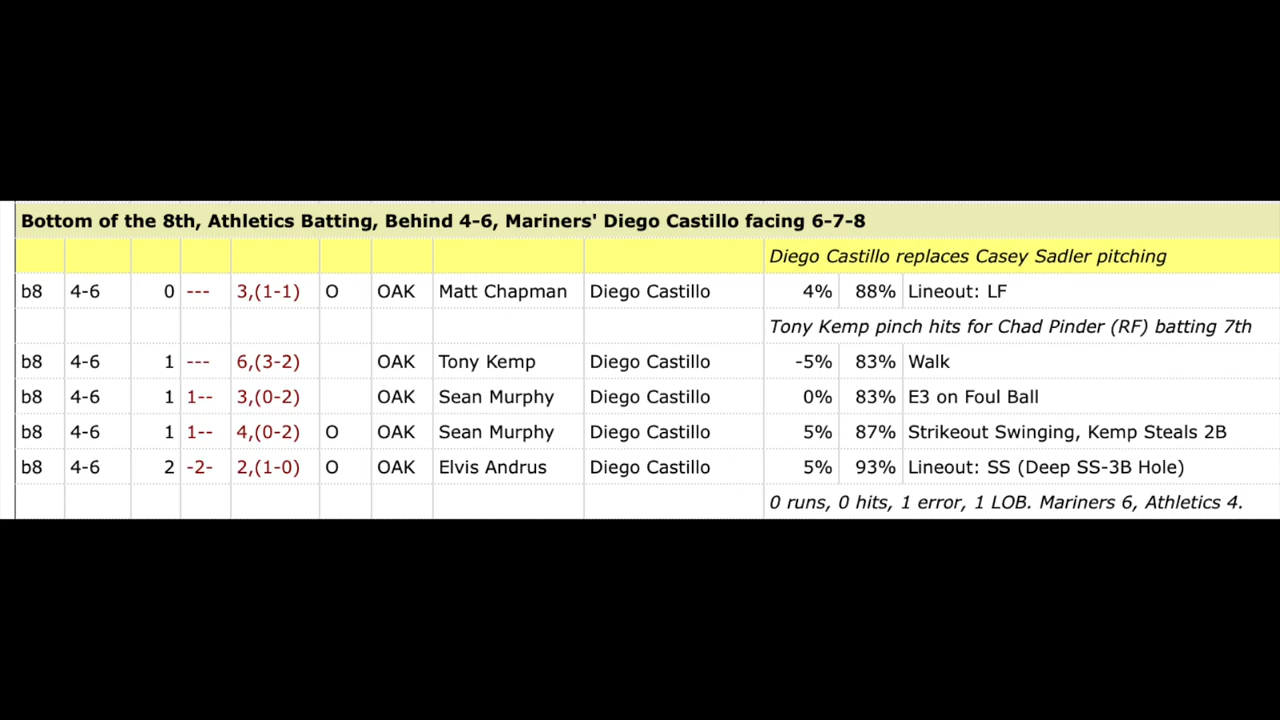 Bottom of the 8th, Athletics Batting, Behind 4-6, Mariners' Diego Castillo facing 6-7-8
Diego Castillo replaces Casey Sadler pitching
b8 4-6 0 --- 3,(1-1) O OAK Matt Chapman Diego Castillo 4% 88% Lineout: LF
Tony Kemp pinch hits for Chad Pinder (RF) batting 7th
b8 4-6 1 --- 6,(3-2) OAK Tony Kemp Diego Castillo -5% 83% Walk
b8 4-6 1 1-- 3,(0-2) OAK Sean Murphy Diego Castillo 0% 83% E3 on Foul Ball
b8 4-6 1 1-- 4,(0-2) O OAK Sean Murphy Diego Castillo 5% 87% Strikeout Swinging, Kemp Steals 2B
b8 4-6 2 -2- 2,(1-0) O OAK Elvis Andrus Diego Castillo 5% 93% Lineout: SS (Deep SS-3B Hole)
0 runs, 0 hits, 1 error, 1 LOB. Mariners 6, Athletics 4.